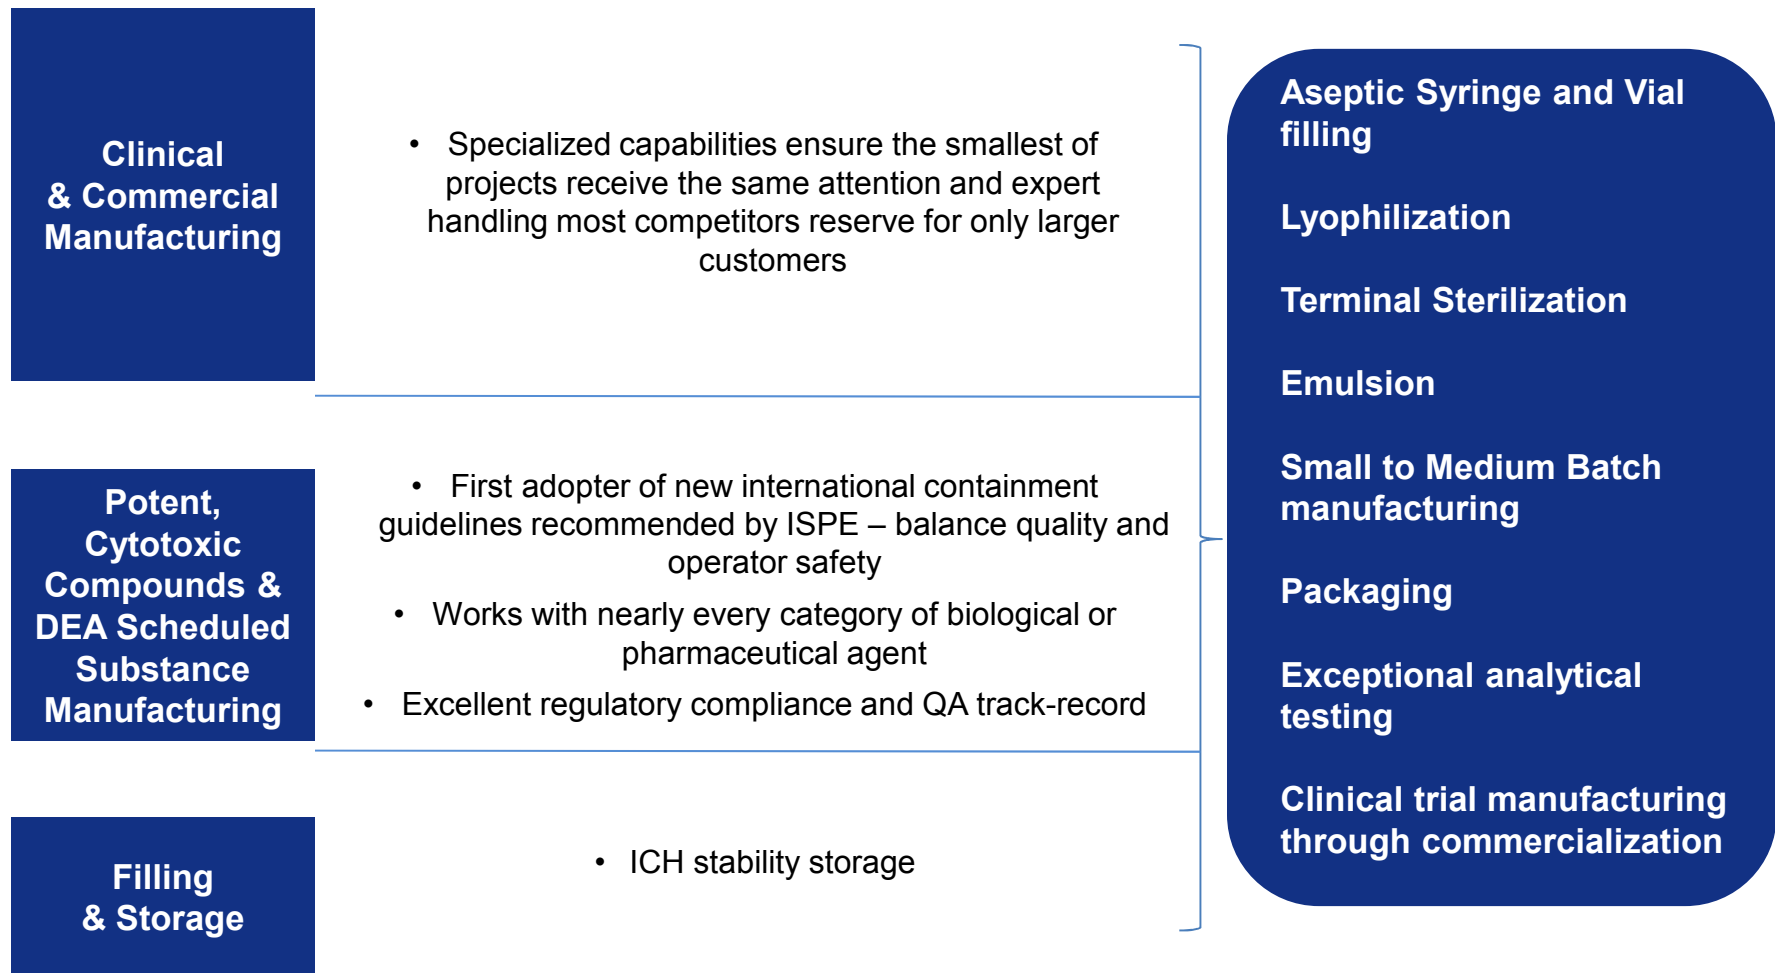 Clinical
& Commercial
Manufacturing
• Specialized capabilities ensure the smallest of
projects receive the same attention and expert
handling most competitors reserve for only larger
customers
Potent,
Cytotoxic
Compounds &
DEA Scheduled
Substance
Manufacturing
• First adopter of new international containment
guidelines recommended by ISPE – balance quality and
operator safety
• Works with nearly every category of biological or
pharmaceutical agent
• Excellent regulatory compliance and QA track-record
Filling
& Storage
• ICH stability storage
Aseptic Syringe and Vial
filling
Lyophilization
Terminal Sterilization
Emulsion
Small to Medium Batch
manufacturing
Packaging
Exceptional analytical
testing
Clinical trial manufacturing
through commercialization